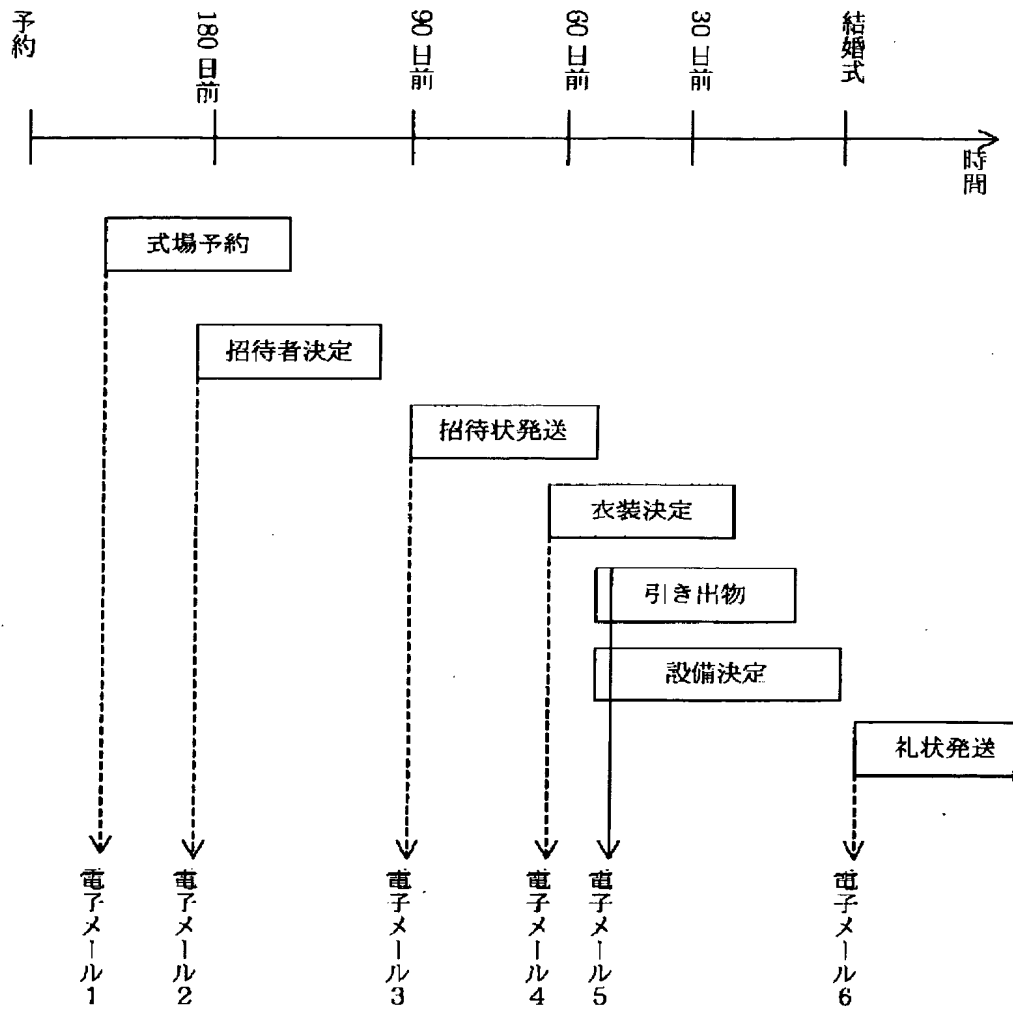 予約
180日前
90日前
60日前
30日前
結婚式
時間
式場予約
招待者決定
招待状発送
衣装決定
引き出物
設備決定
礼状発送
電子メール1
電子メール2
電子メール3
電子メール4
電子メール5
電子メール6